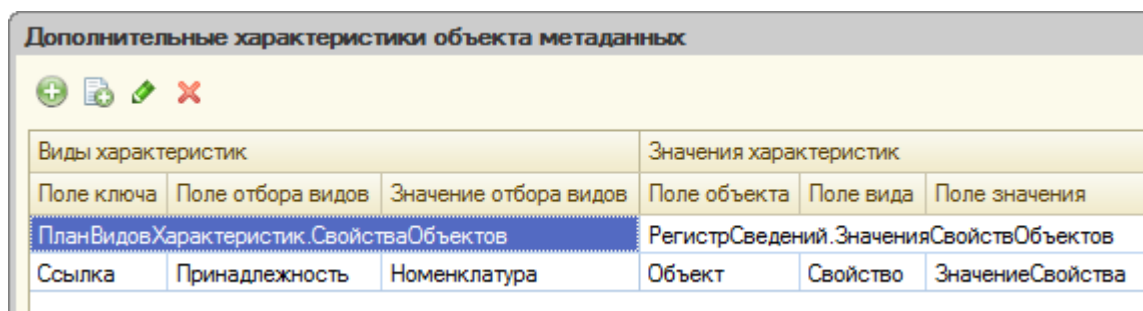 Дополнительные характеристики объекта метаданных
Виды характеристик Значения характеристик
Поле ключа Поле отбора видов Значение отбора видов Поле объекта Поле вида Поле значения
ПланВидовХарактеристик.СвойстваОбъектов РегистрСведений.ЗначенияСвойствОбъектов
Ссылка Принадлежность Номенклатура Объект Свойство ЗначениеСвойства